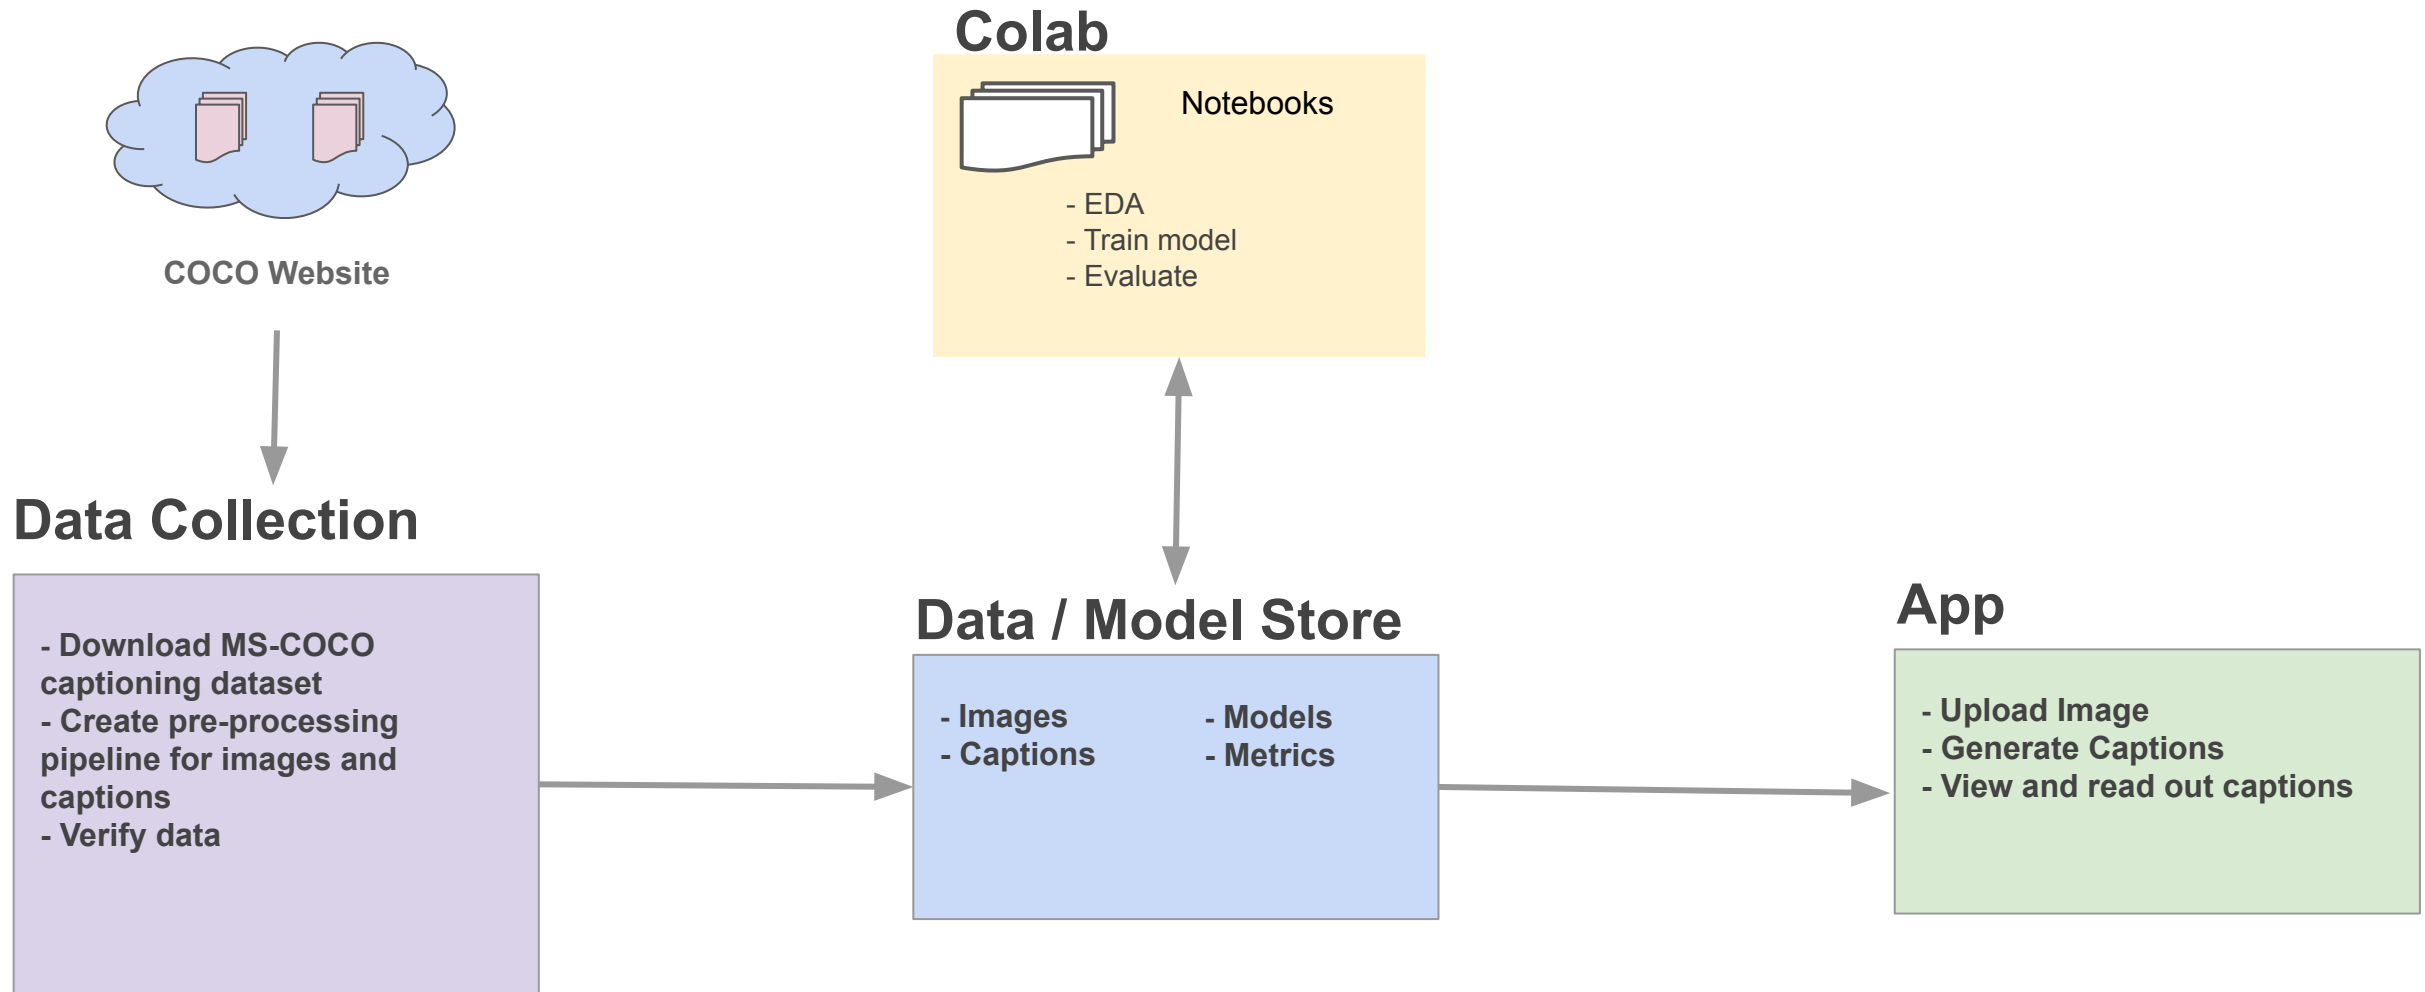 COCO Website
Data Collection
- Download MS-COCO
captioning dataset
- Create pre-processing
pipeline for images and
captions
- Verify data
Colab
Notebooks
- EDA
- Train model
- Evaluate
Data / Model Store
- Images
- Captions
- Models
- Metrics
App
- Upload Image
- Generate Captions
- View and read out captions